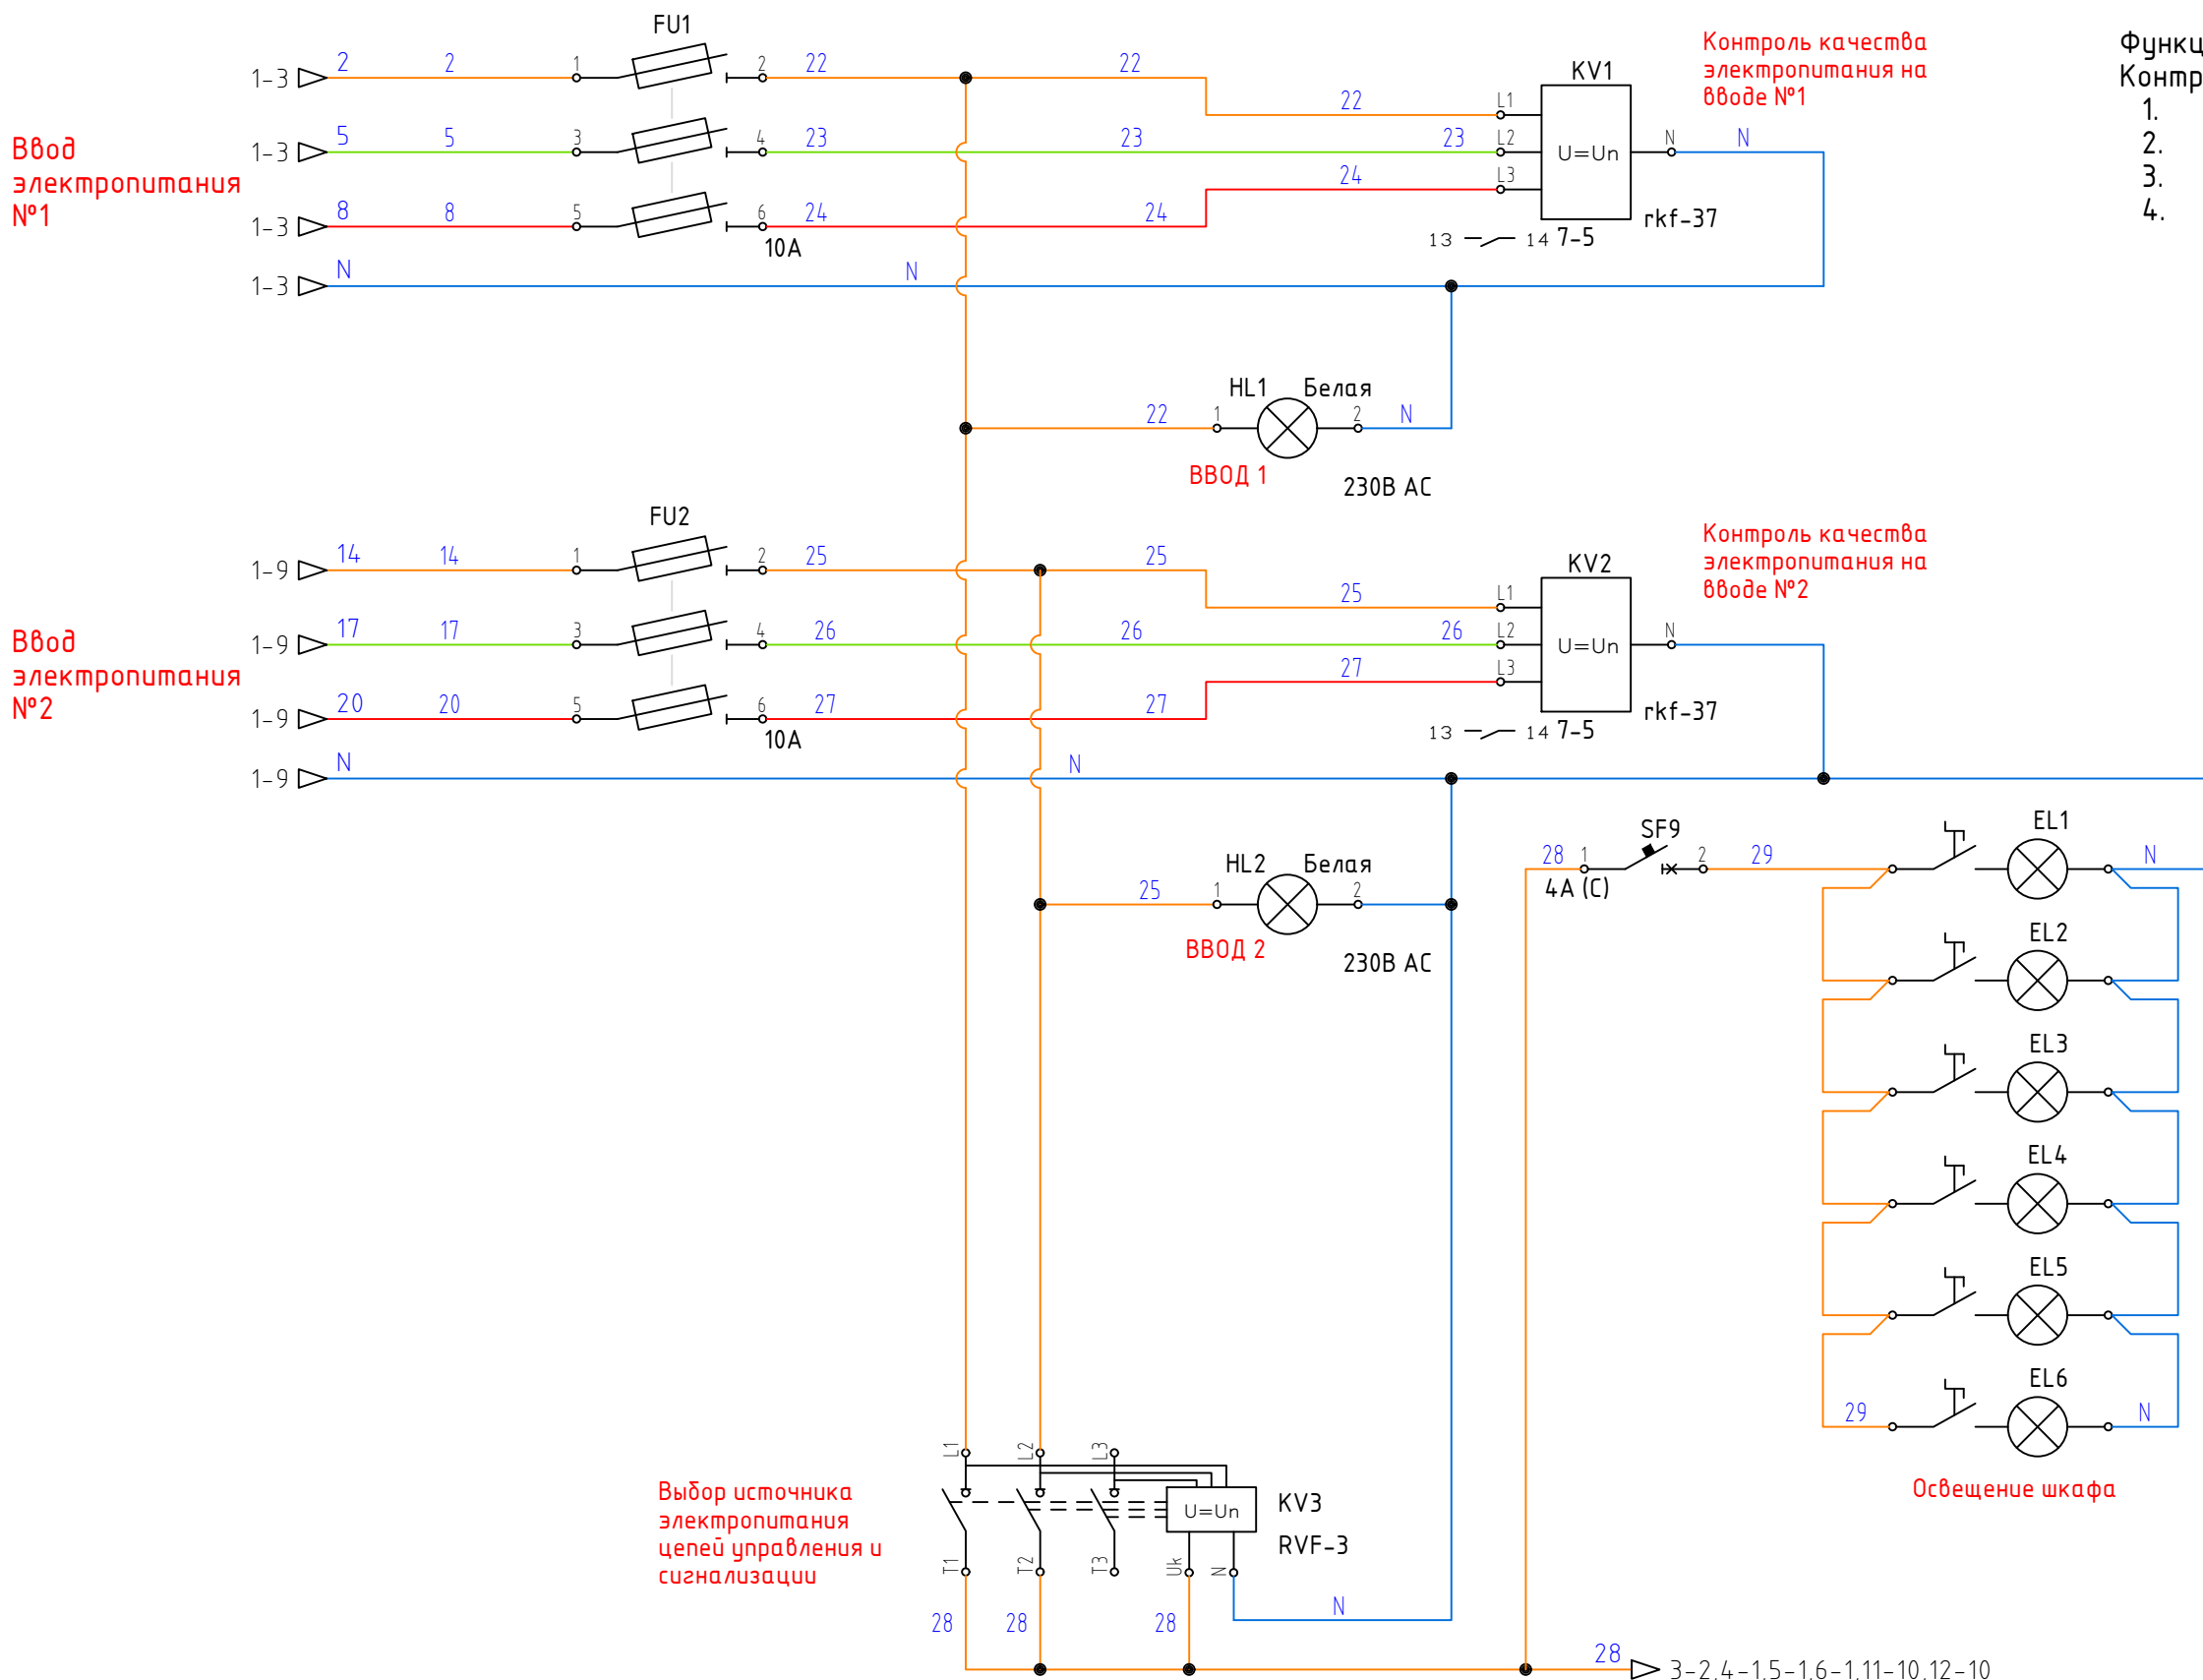 FU1
1-3 2 2 1 2 22 22
Контроль качества
электропитания на
вводе №1
KV1
Функц
Контр
1.
2.
3.
4.
22 L1
Ввод
электропитания
№1
1-3 5 5 3 4 23 23 23 L2 U=Un N N
24 L3
1-3 8 8 5 6 24 24
10А
rkf-37
13 14 7-5
1-3 N N
HL1 Белая
22 1 2 N
ВВОД 1
230В АС
FU2
1-9 14 14 1 2 25 25
Контроль качества
электропитания на
вводе №2
KV2
25 L1
Ввод
электропитания
№2
1-9 17 17 3 4 26 26 26 L2 U=Un N
27 L3
1-9 20 20 5 6 27 27
10А
rkf-37
13 14 7-5
1-9 N N
SF9
28 1 2 29
4А (С)
EL1
N
HL2 Белая
25 1 2
ВВОД 2
230В АС
EL2
EL3
EL4
EL5
EL6
29 N
Освещение шкафа
L1 L2 L3
Выбор источника
электропитания
цепей управления и
сигнализации
U=Un
KV3
RVF-3
T1 T2 T3 Uk N
28 28 28 N
28 3-2,4-1,5-1,6-1,11-10,12-10